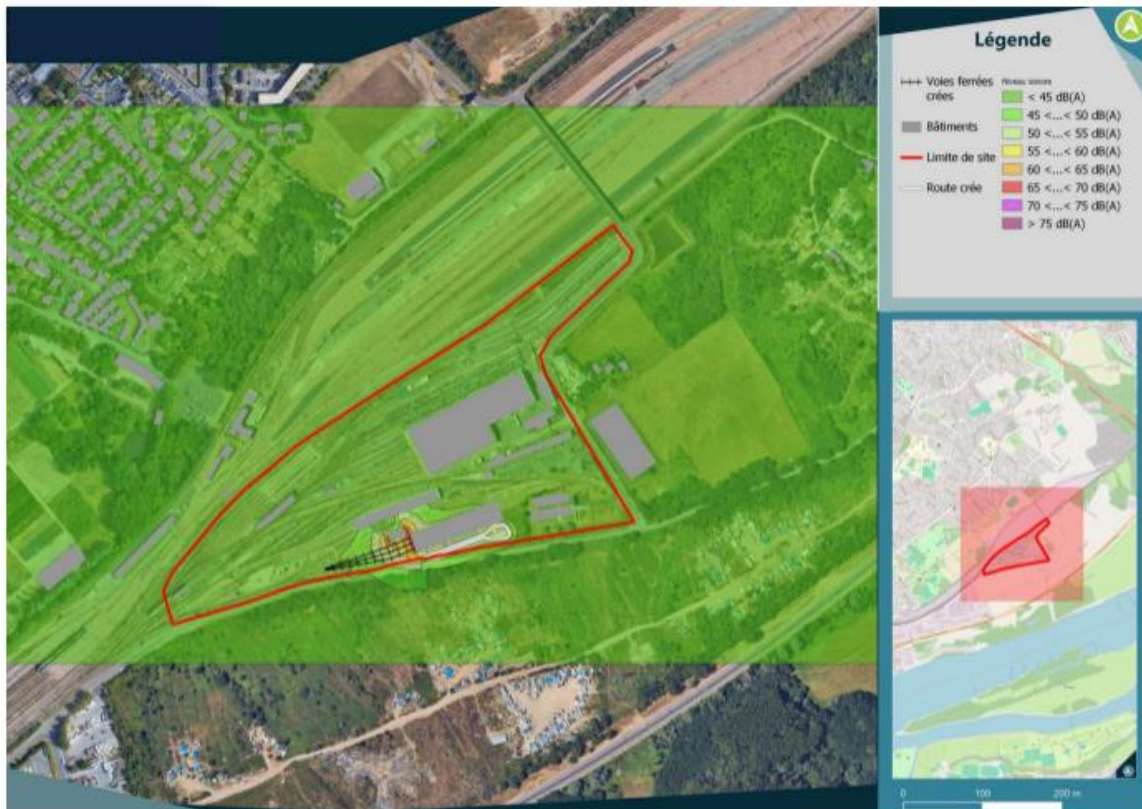 Légende
Voies ferrées
crées
Bâtiments
Limite de site
Route crée
Niveau sonore
< 45 dB(A)
45 <...< 50 dB(A)
50 <...< 55 dB(A)
55 <...< 60 dB(A)
60 <...< 65 dB(A)
65 <...< 70 dB(A)
70 <...< 75 dB(A)
> 75 dB(A)
0 100 200 m